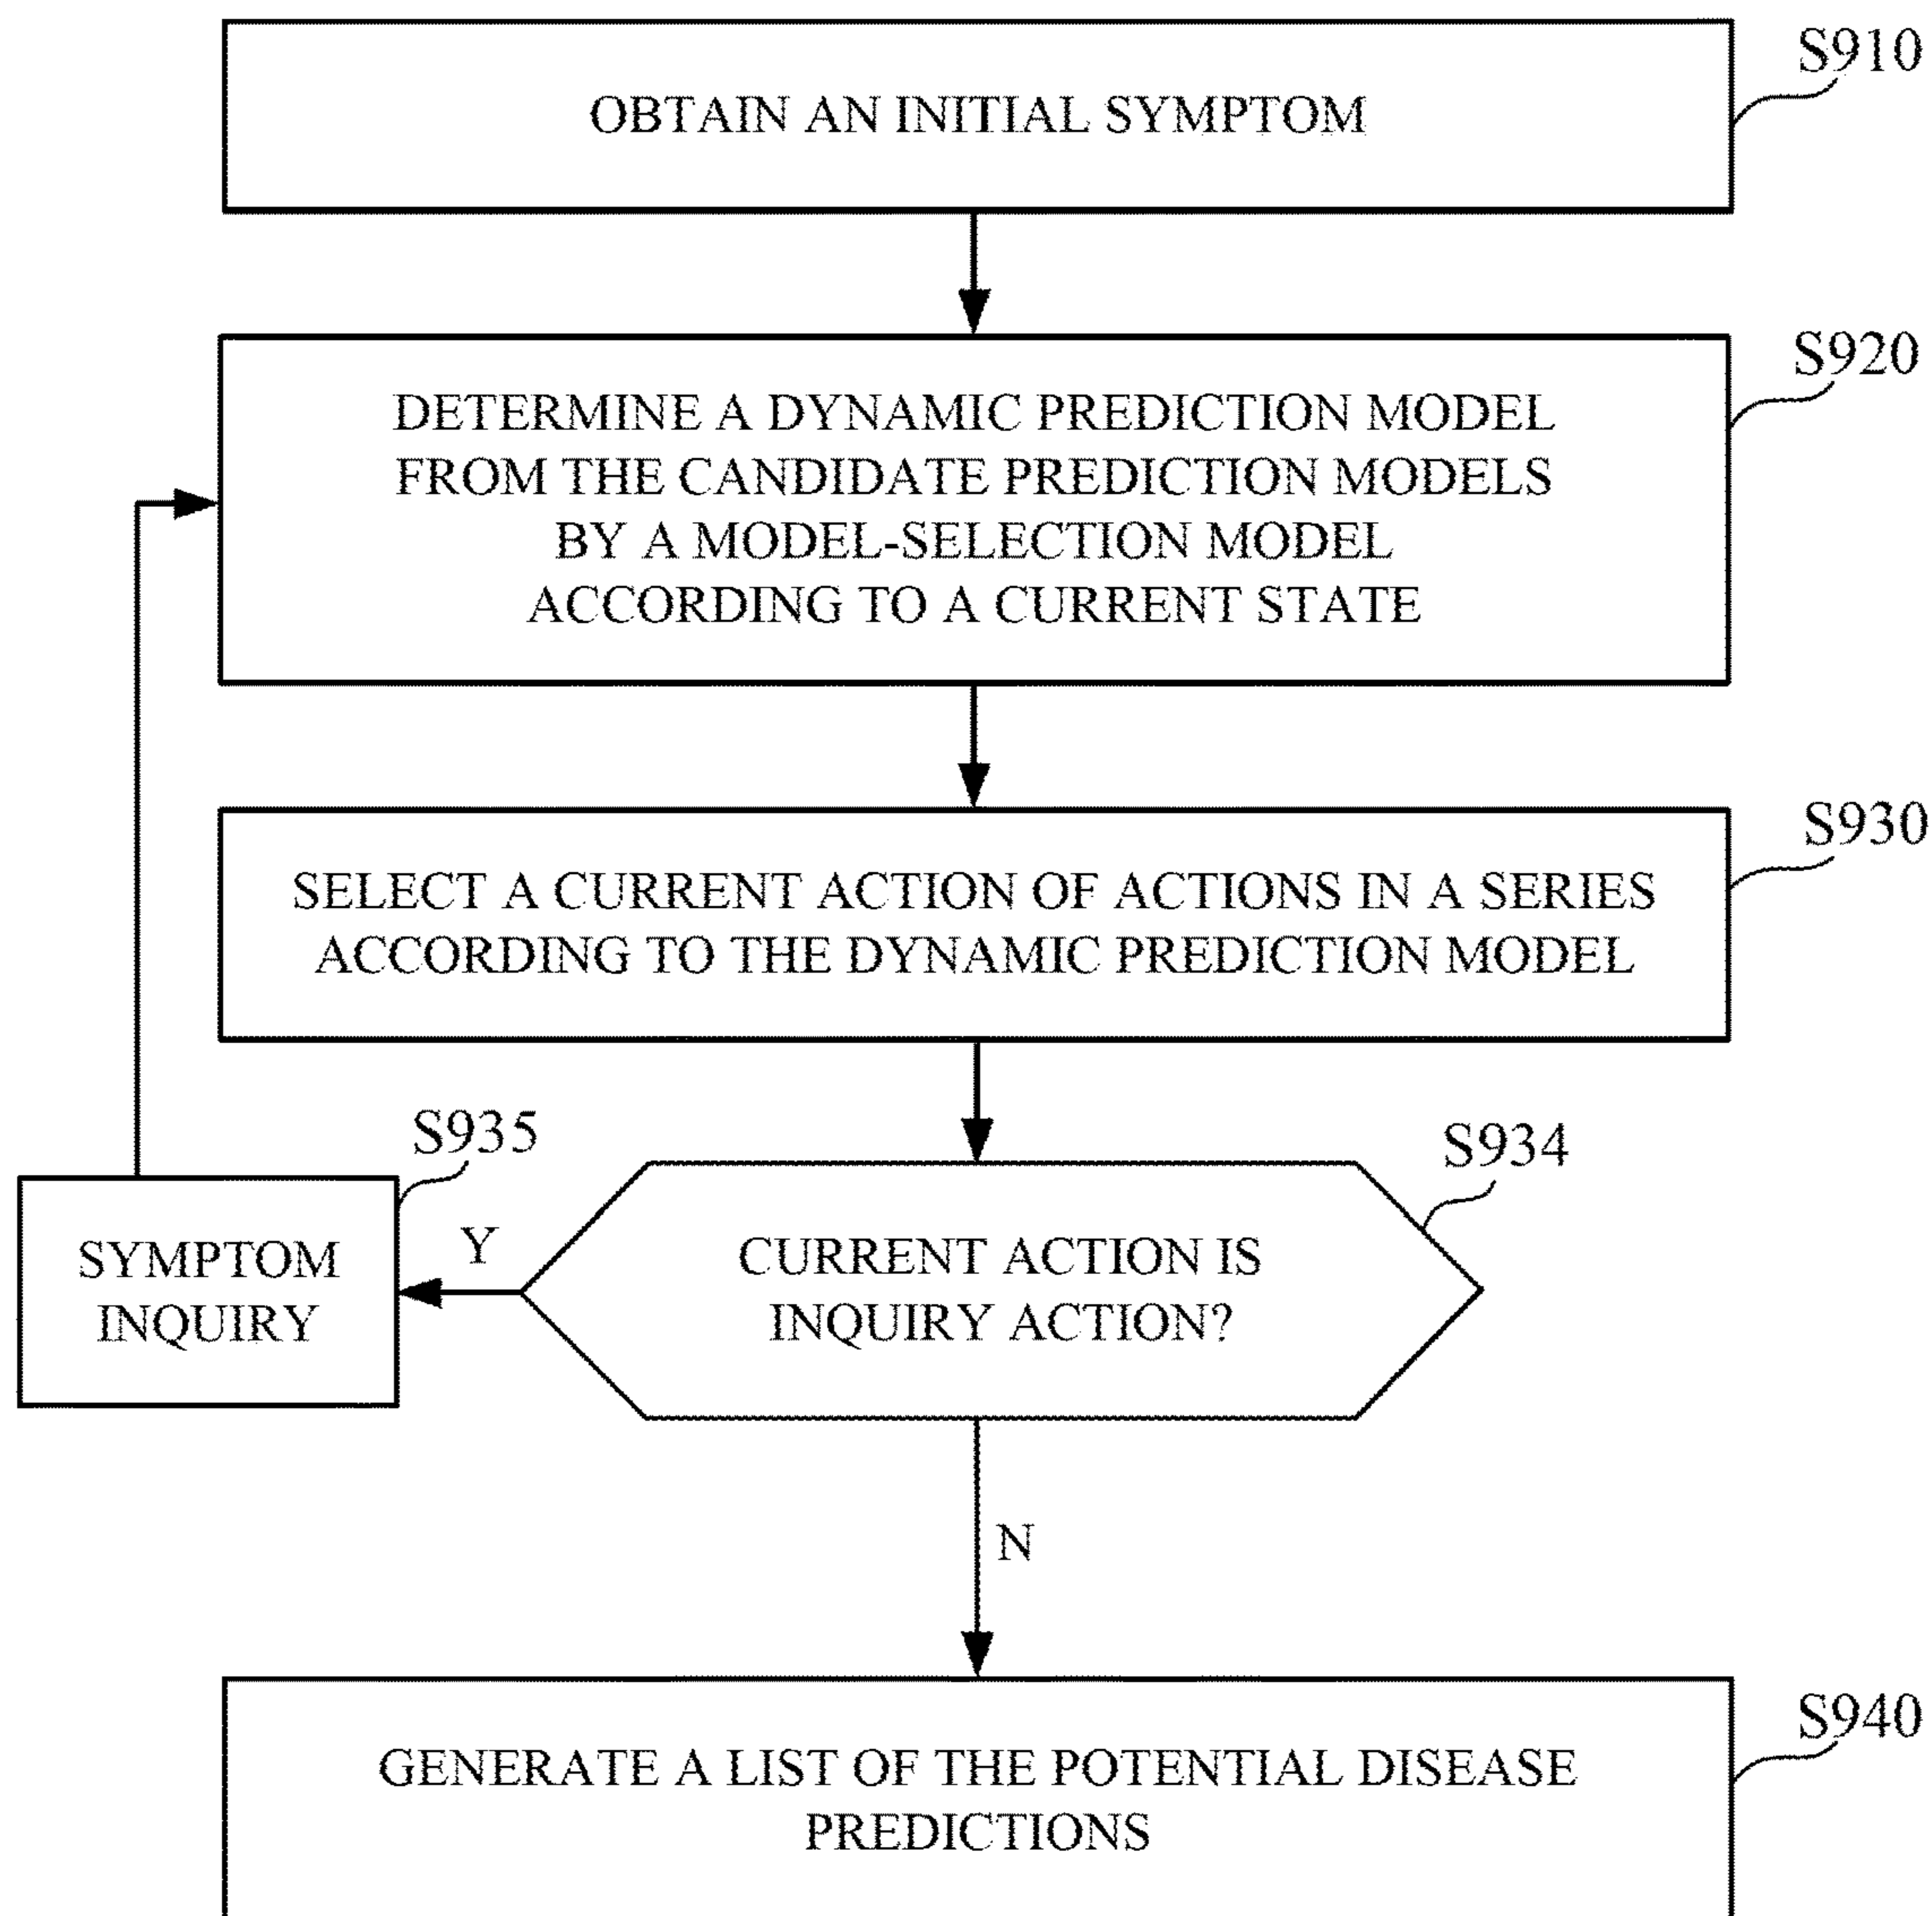 S910
OBTAIN AN INITIAL SYMPTOM
S920
DETERMINE A DYNAMIC PREDICTION MODEL
FROM THE CANDIDATE PREDICTION MODELS
BY A MODEL-SELECTION MODEL
ACCORDING TO A CURRENT STATE
S930
SELECT A CURRENT ACTION OF ACTIONS IN A SERIES
ACCORDING TO THE DYNAMIC PREDICTION MODEL
S935
S934
SYMPTOM
INQUIRY
Y
CURRENT ACTION IS
INQUIRY ACTION?
N
S940
GENERATE A LIST OF THE POTENTIAL DISEASE
PREDICTIONS